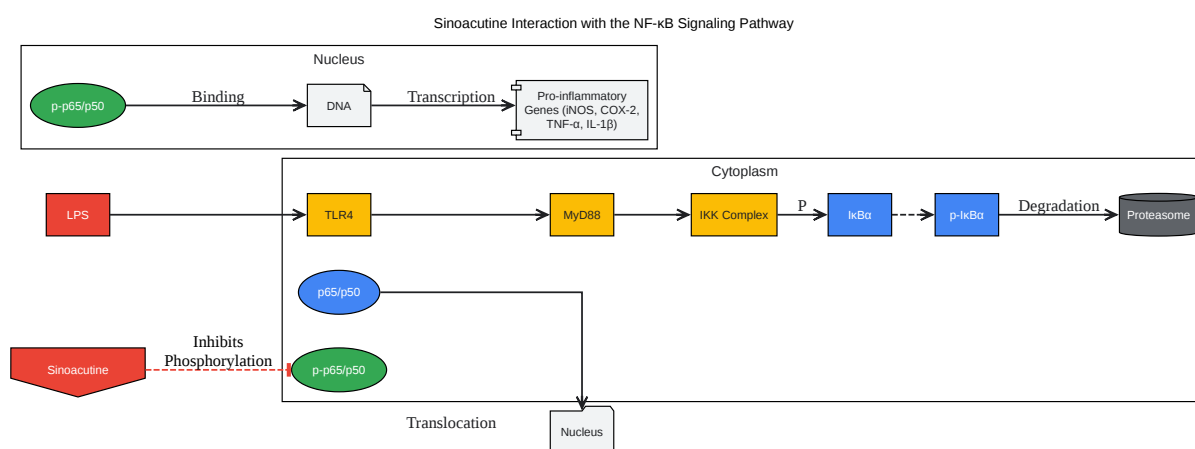 Sinoacutine Interaction with the NF-κB Signaling Pathway
Nucleus
p-p65/p50
Binding
DNA
Transcription
Pro-inflammatory
Genes (iNOS, COX-2,
TNF-α, IL-1β)
Cytoplasm
LPS
TLR4
MyD88
IKK Complex
P
IκBα
p-IκBα
Degradation
Proteasome
p65/p50
Inhibits
Phosphorylation
Sinoacutine
p-p65/p50
Translocation
Nucleus